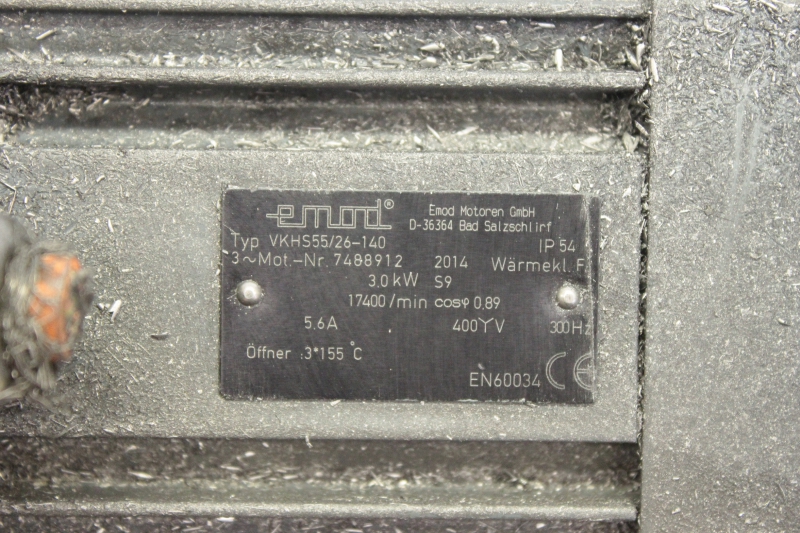 emod® Emod Motoren GmbH
D-36364 Bad Salzschlirf
Typ VKHS55/26-140 IP 54
3~Mot.-Nr. 7488912 2014 Wärmekl. F
3,0 kW S9
17400/min cosφ 0,89
5,6A 400YYV 300Hz
Öffner :3*155°C
EN60034 CE